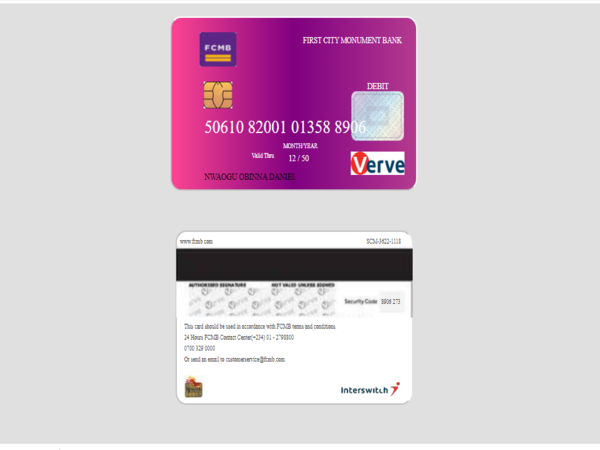 FCMB
FIRST CITY MONUMENT BANK
DEBIT
50610 82001 01358 8906
MONTH/YEAR
Valid Thru 12 / 50
NWAOGU OBINNA DANIEL
Verve
www.fcmb.com
SCM-3622-1118
AUTHORISED SIGNATURE NOT VALID UNLESS SIGNED
Security Code 8906 273
This card should be used in accordance with FCMB terms and conditions
24 Hours FCMB Contact Center(+234) 01 - 2798800
0700 329 0000
Or send an email to customerservice@fcmb.com
Interswitch